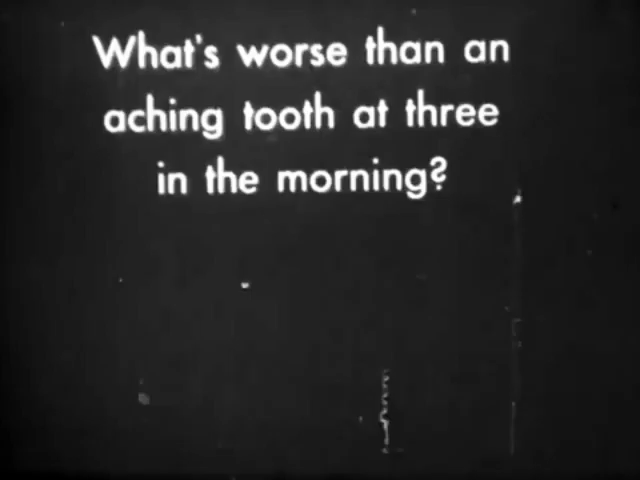 What's worse than an
aching tooth at three
in the morning?